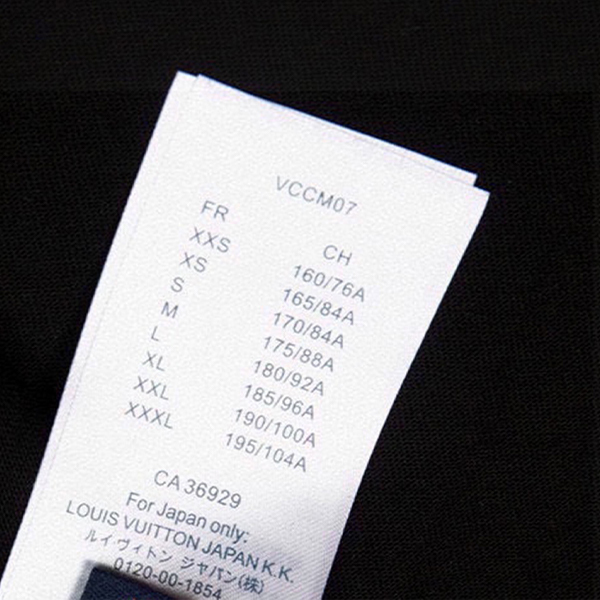 VCCM07
FR CH
XXS 160/76A
XS 165/84A
S 170/84A
M 175/88A
L 180/92A
XL 185/96A
XXL 190/100A
XXXL 195/104A
CA 36929
For Japan only:
LOUIS VUITTON JAPAN K.K.
ルイ・ヴィトン ジャパン(株)
0120-00-1854